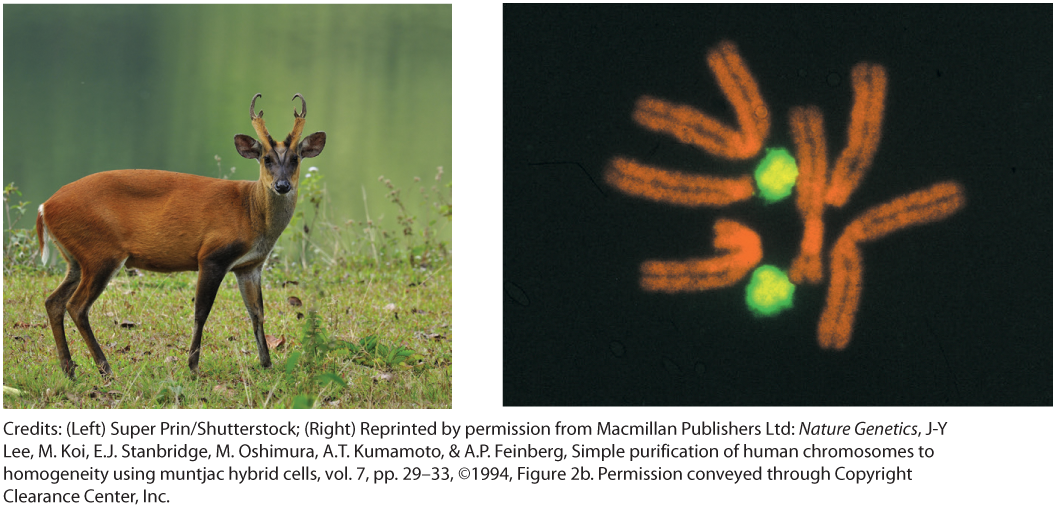 Credits: (Left) Super Prin/Shutterstock; (Right) Reprinted by permission from Macmillan Publishers Ltd: Nature Genetics, J-Y
Lee, M. Koi, E.J. Stanbridge, M. Oshimura, A.T. Kumamoto, & A.P. Feinberg, Simple purification of human chromosomes to
homogeneity using muntjac hybrid cells, vol. 7, pp. 29–33, ©1994, Figure 2b. Permission conveyed through Copyright
Clearance Center, Inc.